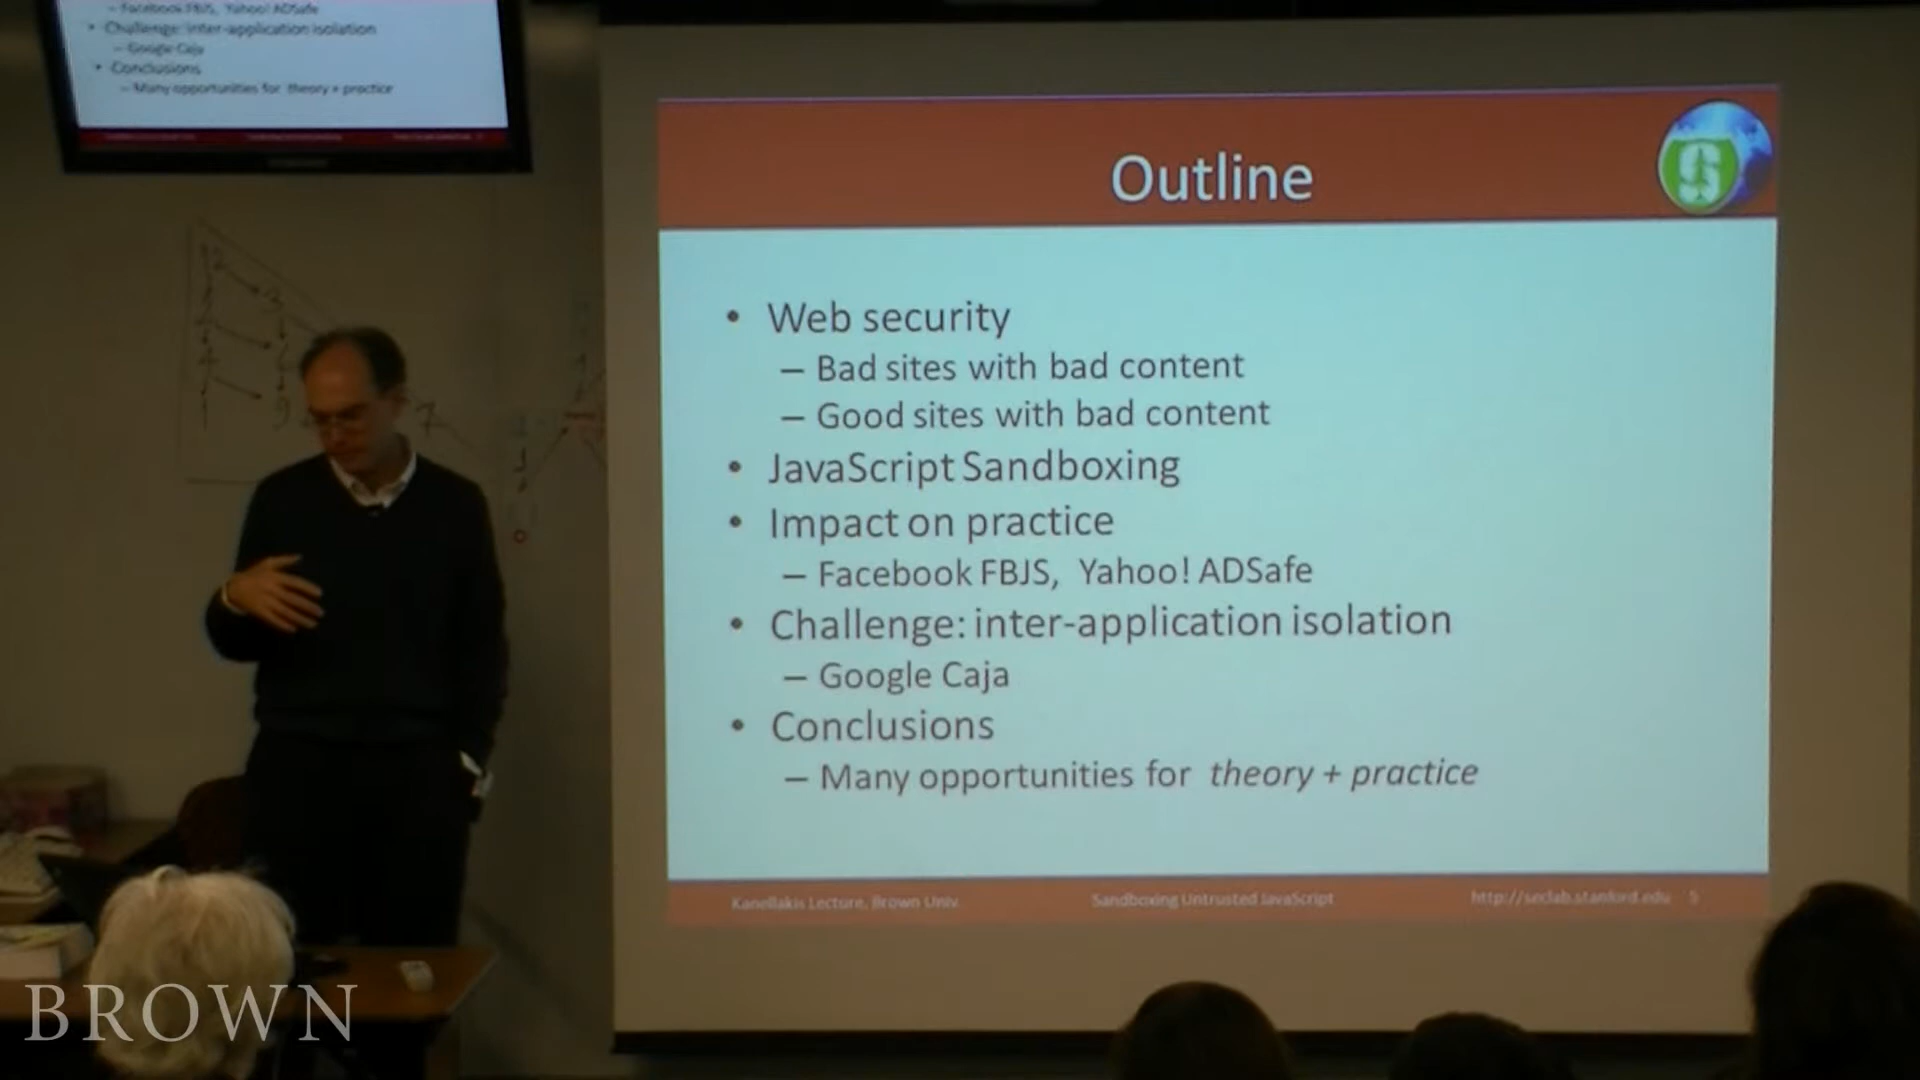 Facebook FBJS, Yahoo! ADSafe
• Challenge: inter-application isolation
– Google Caja
• Conclusions
– Many opportunities for theory + practice
Outline
S
• Web security
– Bad sites with bad content
– Good sites with bad content
• JavaScript Sandboxing
• Impact on practice
– Facebook FBJS, Yahoo! ADSafe
• Challenge: inter-application isolation
– Google Caja
• Conclusions
– Many opportunities for theory + practice
Kanellakis Lecture, Brown Univ.
Sandboxing Untrusted JavaScript
http://seclab.stanford.edu 5
7
BROWN